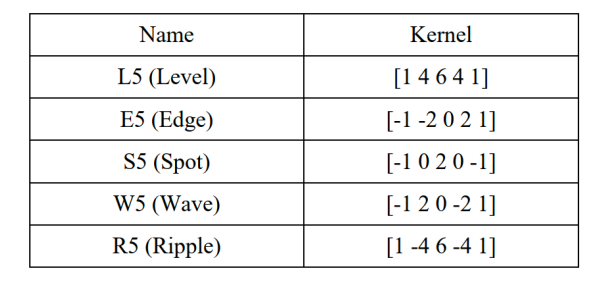 Name Kernel
L5 (Level) [1 4 6 4 1]
E5 (Edge) [-1 -2 0 2 1]
S5 (Spot) [-1 0 2 0 -1]
W5 (Wave) [-1 2 0 -2 1]
R5 (Ripple) [1 -4 6 -4 1]